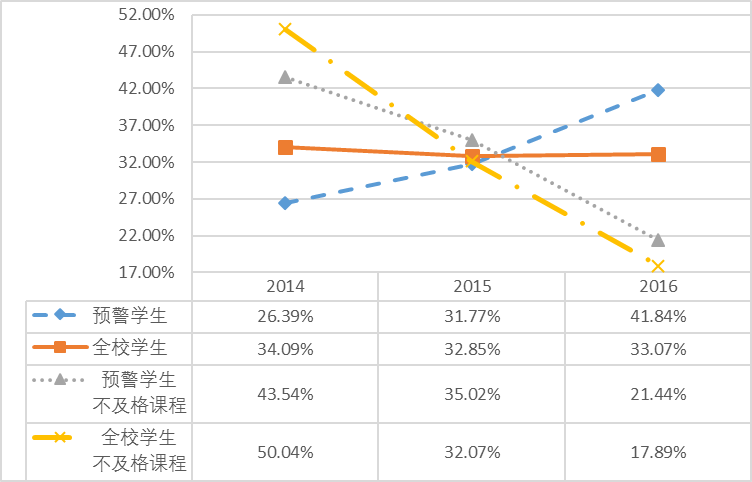 52.00%
47.00%
42.00%
37.00%
32.00%
27.00%
22.00%
17.00%
2014 2015 2016
预警学生 26.39% 31.77% 41.84%
全校学生 34.09% 32.85% 33.07%
预警学生
不及格课程 43.54% 35.02% 21.44%
全校学生
不及格课程 50.04% 32.07% 17.89%